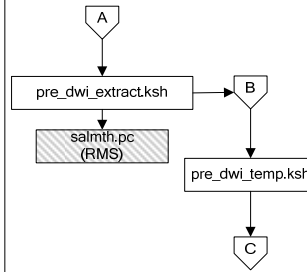 A
pre_dwi_extract.ksh
B
salmth.pc
(RMS)
pre_dwi_temp.ksh
C